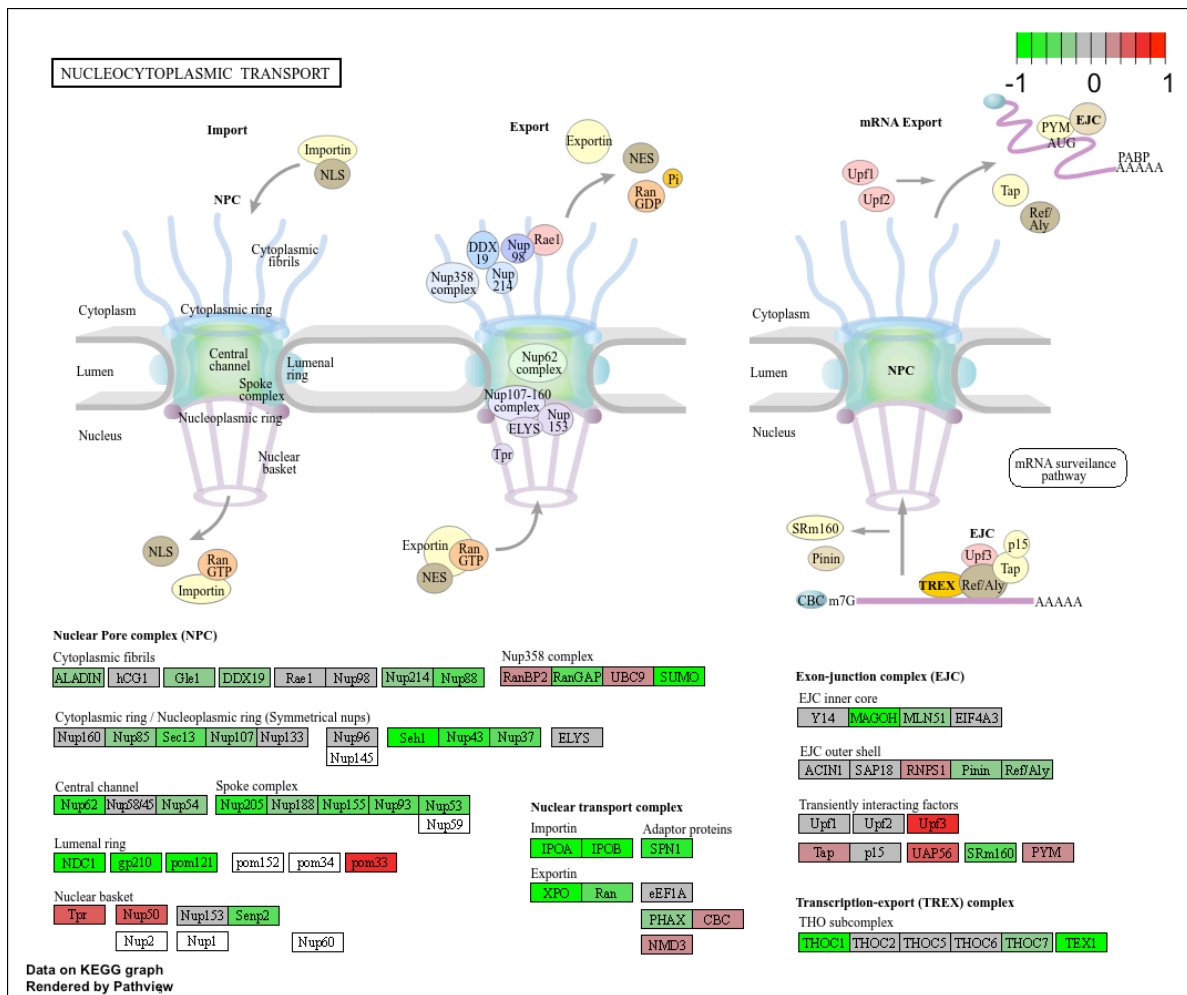 NUCLEOCYTOPLASMIC TRANSPORT
-1 0 1
Import
Importin
NLS
NPC
Cytoplasmic
fibrils
Cytoplasm
Cytoplasmic ring
Central
channel
Lumenal
ring
Lumen
Spoke
complex
Nucleoplasmic ring
Nucleus
Nuclear
basket
NLS
Ran
GTP
Importin
Export
Exportin
NES
Pi
Ran
GDP
DDX
19
Nup
98
Rae1
Nup358
complex
Nup
214
Nup62
complex
Nup107-160
complex
Nup
153
ELYS
Tpr
Exportin
Ran
GTP
NES
mRNA Export
PYM
EJC
AUG
PABP
AAAAA
Upf1
Upf2
Tap
Ref/
Aly
Cytoplasm
Lumen
NPC
Nucleus
mRNA surveilance
pathway
SRm160
Pinin
EJC
p15
Upf3
Tap
TREX
Ref/Aly
CBC m7G
AAAAA
Nuclear Pore complex (NPC)
Cytoplasmic fibrils
ALADIN hCG1 Gle1 DDX19 Rae1 Nup98 Nup214 Nup88
Nup358 complex
RanBP2 RanGAP UBC9 SUMO
Cytoplasmic ring / Nucleoplasmic ring (Symmetrical nups)
Nup160 Nup85 Sec13 Nup107 Nup133 Nup96 Seh1 Nup43 Nup37 ELYS
Nup145
Central channel
Nup62 Nup58/45 Nup54
Spoke complex
Nup205 Nup188 Nup155 Nup93 Nup53
Nup59
Lumenal ring
NDC1 gp210 pom121 pom152 pom34 pom33
Nuclear basket
Tpr Nup50 Nup153 Senp2
Nup2 Nup1 Nup60
Nuclear transport complex
Importin
IPOA IPOB
Adaptor proteins
SPN1
Exportin
XPO Ran
eEF1A
PHAX CBC
NMD3
Exon-junction complex (EJC)
EJC inner core
Y14 MAGOH MLN51 EIF4A3
EJC outer shell
ACIN1 SAP18 RNPS1 Pinin Ref/Aly
Transiently interacting factors
Upf1 Upf2 Upf3
Tap p15 UAP56 SRm160 PYM
Transcription-export (TREX) complex
THO subcomplex
THOC1 THOC2 THOC5 THOC6 THOC7 TEX1
Data on KEGG graph
Rendered by Pathview